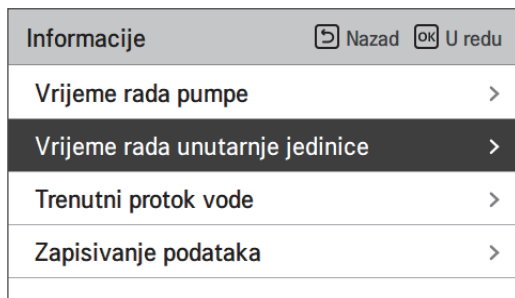 Informacije Nazad OK U redu
Vrijeme rada pumpe
Vrijeme rada unutarnje jedinice
Trenutni protok vode
Zapisivanje podataka